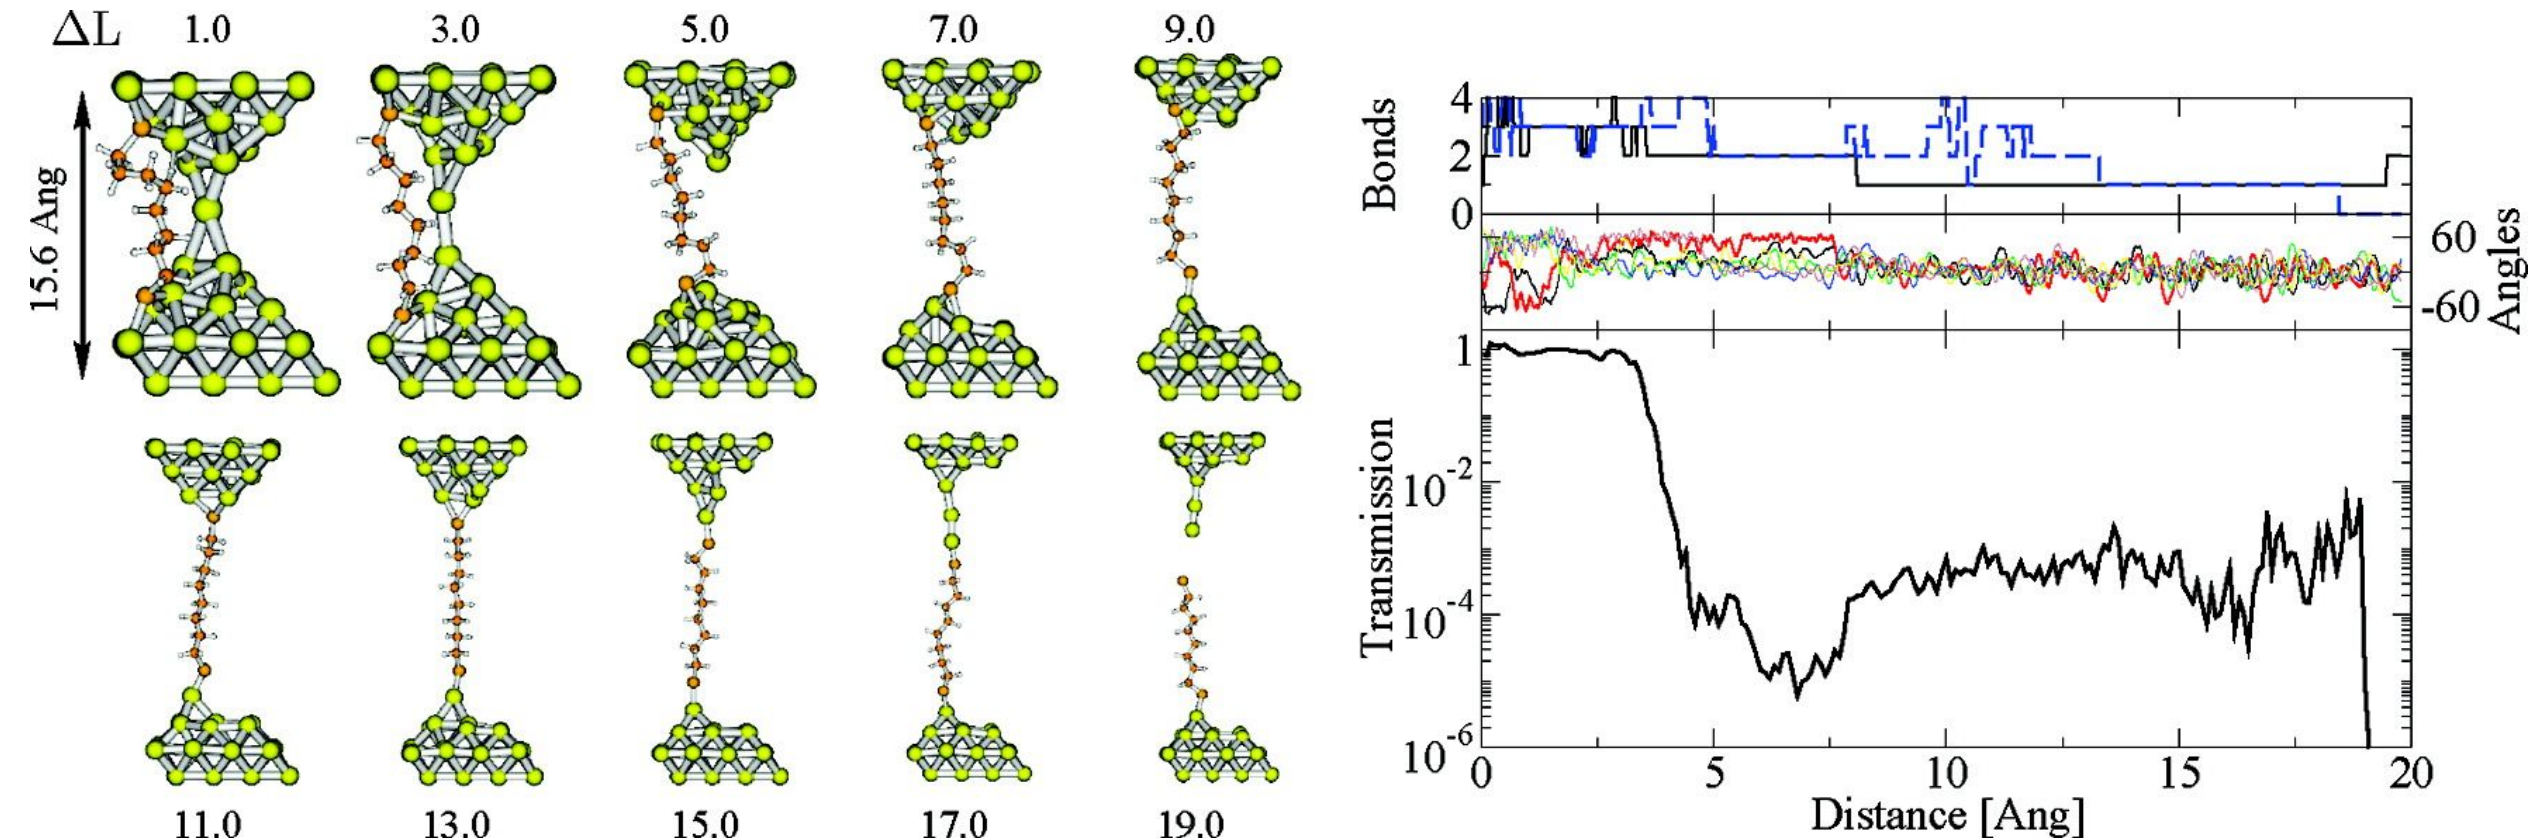 ΔL 1.0 3.0 5.0 7.0 9.0
15.6 Ang
11.0 13.0 15.0 17.0 19.0
Bonds
4
2
0
60
-60
Angles
Transmission
1
10-2
10-4
10-6
0 5 10 15 20
Distance [Ang]